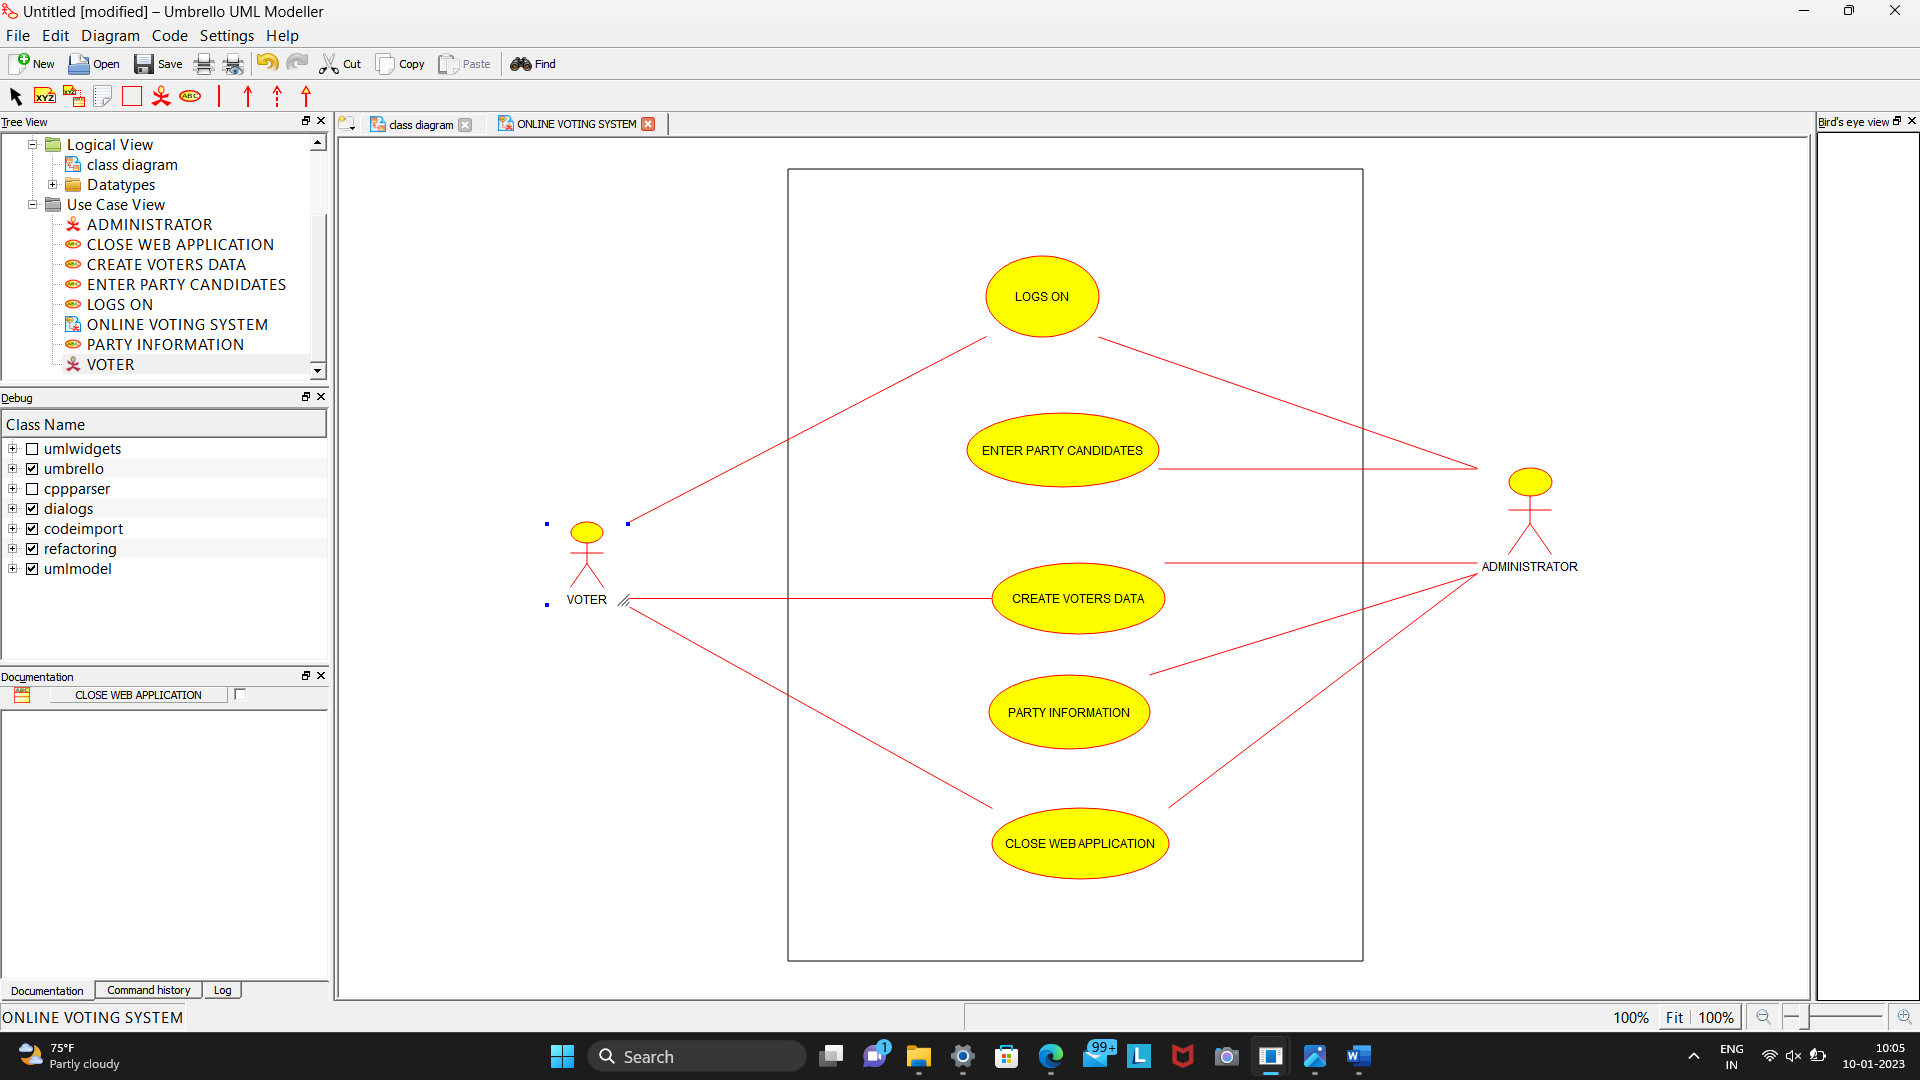 Untitled [modified] – Umbrello UML Modeller
File Edit Diagram Code Settings Help
New Open Save Cut Copy Paste Find
XYZ XYZ ABC
Tree View
class diagram
ONLINE VOTING SYSTEM
Bird's eye view
Logical View
class diagram
Datatypes
Use Case View
ADMINISTRATOR
CLOSE WEB APPLICATION
CREATE VOTERS DATA
ENTER PARTY CANDIDATES
LOGS ON
ONLINE VOTING SYSTEM
PARTY INFORMATION
VOTER
Debug
Class Name
umlwidgets
umbrello
cppparser
dialogs
codeimport
refactoring
umlmodel
Documentation
CLOSE WEB APPLICATION
Documentation Command history Log
LOGS ON
ENTER PARTY CANDIDATES
ADMINISTRATOR
VOTER
CREATE VOTERS DATA
PARTY INFORMATION
CLOSE WEB APPLICATION
ONLINE VOTING SYSTEM
100% Fit 100%
75°F
Partly cloudy
Search
1
99+
L
W
ENG
IN
10:05
10-01-2023